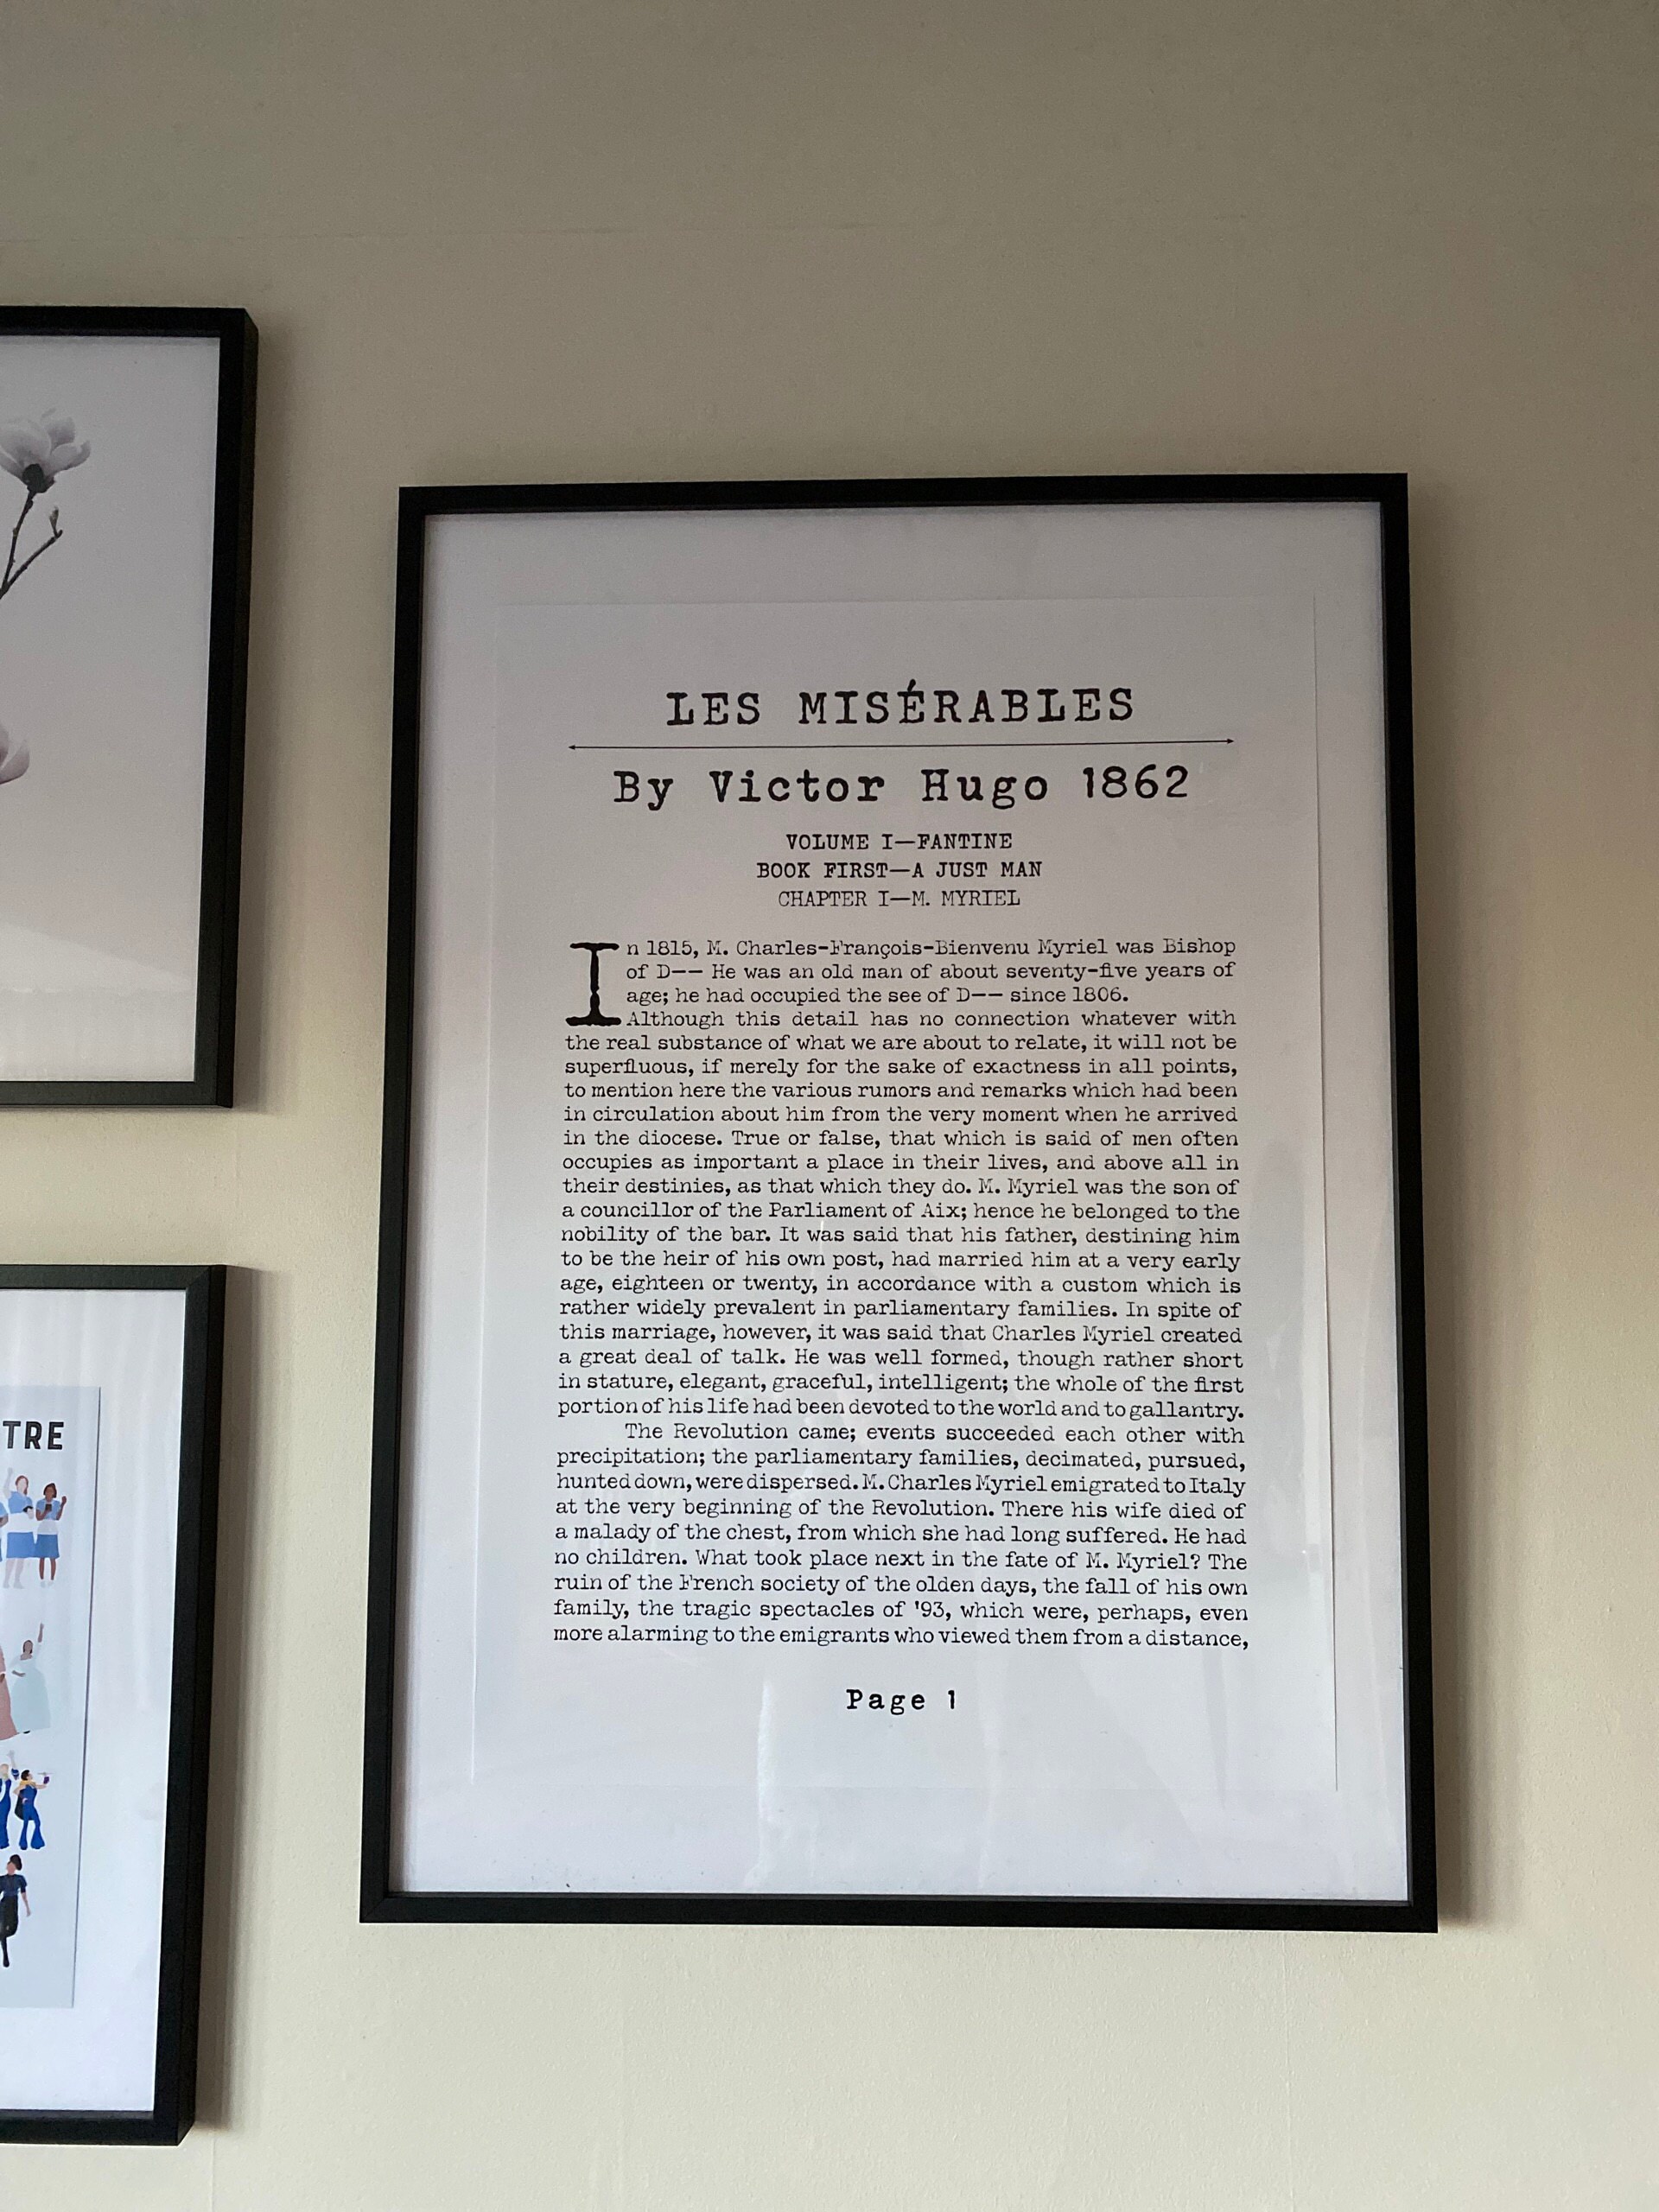 LES MISÉRABLES
By Victor Hugo 1862
VOLUME I—FANTINE
BOOK FIRST—A JUST MAN
CHAPTER I—M. MYRIEL
In 1815, M. Charles-François-Bienvenu Myriel was Bishop
of D-- He was an old man of about seventy-five years of
age; he had occupied the see of D-- since 1806.
Although this detail has no connection whatever with
the real substance of what we are about to relate, it will not be
superfluous, if merely for the sake of exactness in all points,
to mention here the various rumors and remarks which had been
in circulation about him from the very moment when he arrived
in the diocese. True or false, that which is said of men often
occupies as important a place in their lives, and above all in
their destinies, as that which they do. M. Myriel was the son of
a councillor of the Parliament of Aix; hence he belonged to the
nobility of the bar. It was said that his father, destining him
to be the heir of his own post, had married him at a very early
age, eighteen or twenty, in accordance with a custom which is
rather widely prevalent in parliamentary families. In spite of
this marriage, however, it was said that Charles Myriel created
a great deal of talk. He was well formed, though rather short
in stature, elegant, graceful, intelligent; the whole of the first
portion of his life had been devoted to the world and to gallantry.
The Revolution came; events succeeded each other with
precipitation; the parliamentary families, decimated, pursued,
hunted down, were dispersed. M. Charles Myriel emigrated to Italy
at the very beginning of the Revolution. There his wife died of
a malady of the chest, from which she had long suffered. He had
no children. What took place next in the fate of M. Myriel? The
ruin of the French society of the olden days, the fall of his own
family, the tragic spectacles of '93, which were, perhaps, even
more alarming to the emigrants who viewed them from a distance,
Page 1
TRE